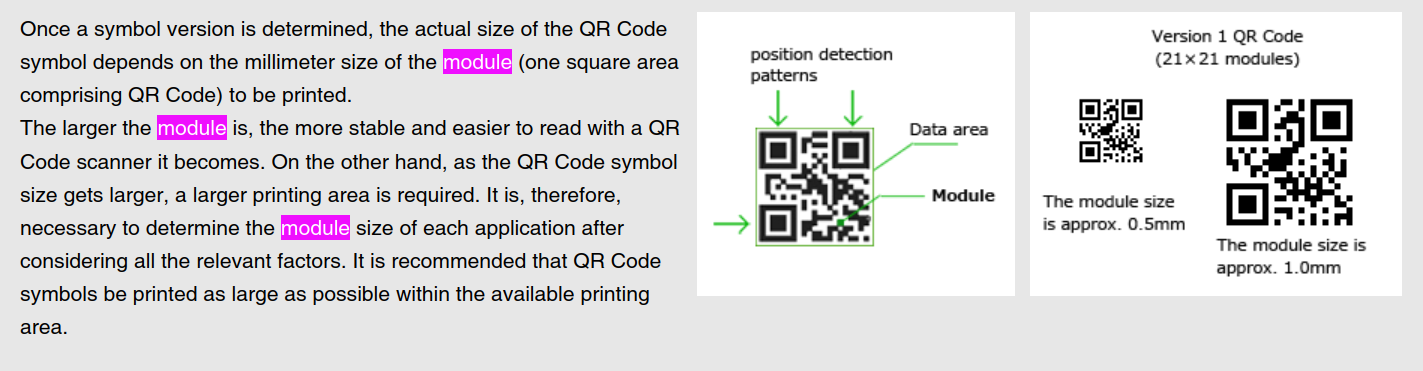 Once a symbol version is determined, the actual size of the QR Code
symbol depends on the millimeter size of the module (one square area
comprising QR Code) to be printed.
The larger the module is, the more stable and easier to read with a QR
Code scanner it becomes. On the other hand, as the QR Code symbol
size gets larger, a larger printing area is required. It is, therefore,
necessary to determine the module size of each application after
considering all the relevant factors. It is recommended that QR Code
symbols be printed as large as possible within the available printing
area.
position detection
patterns
Data area
Module
Version 1 QR Code
(21×21 modules)
The module size
is approx. 0.5mm
The module size is
approx. 1.0mm